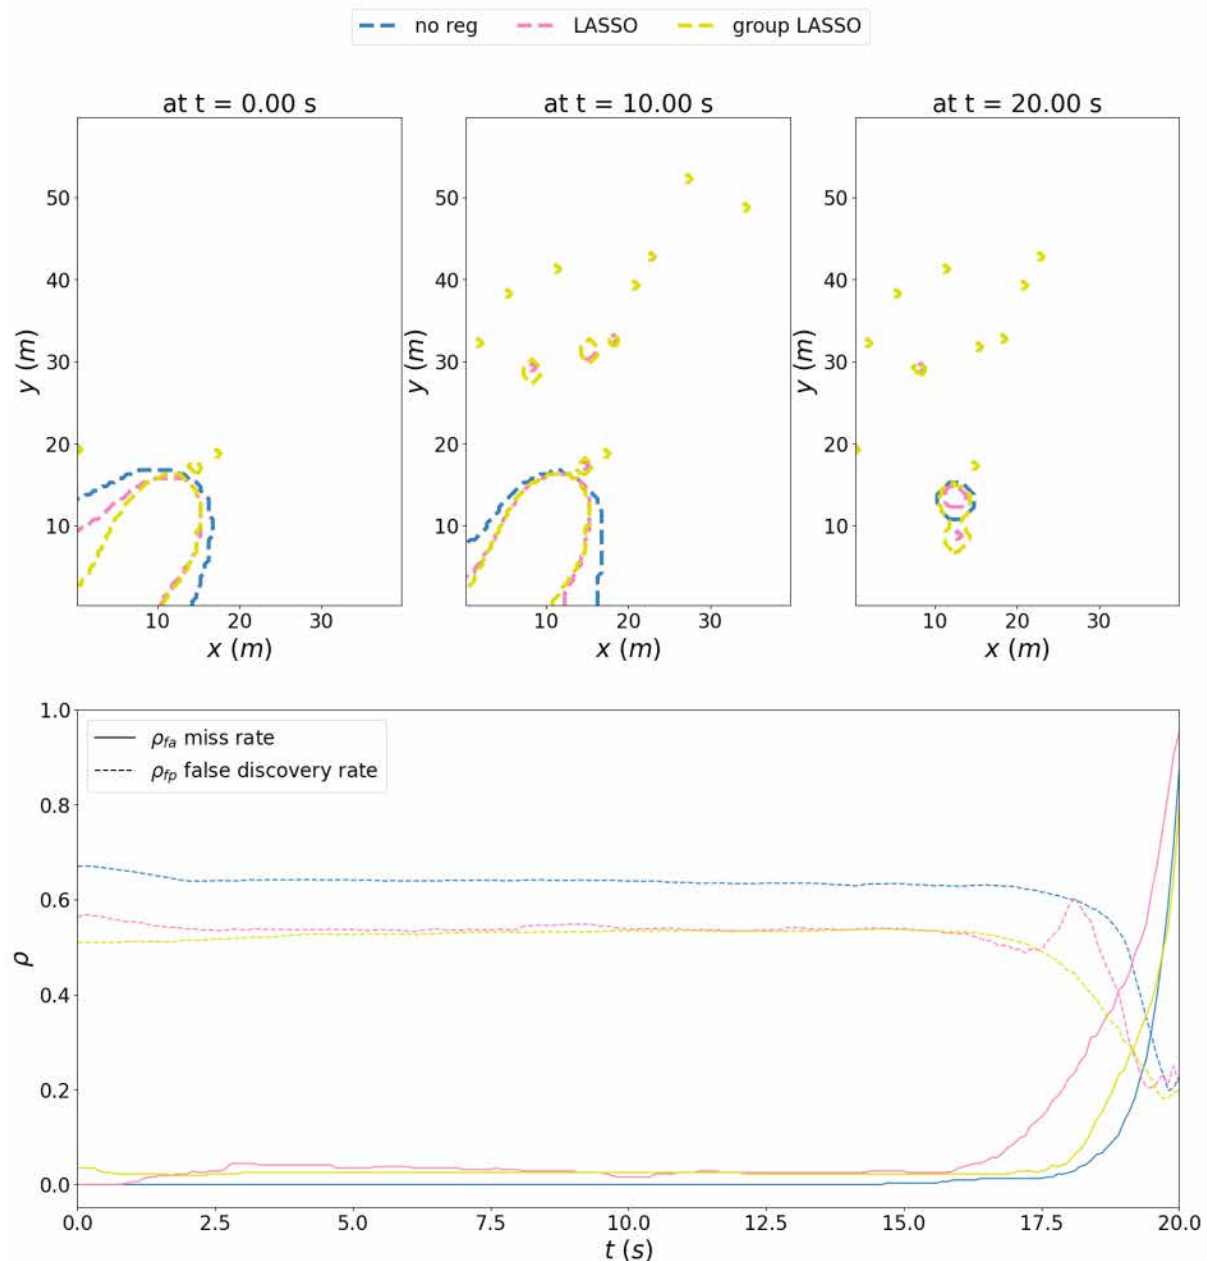 no reg LASSO group LASSO
at t = 0.00 s at t = 10.00 s at t = 20.00 s
50 50 50
40 40 40
30 30 30
20 20 20
10 10 10
y (m) y (m) y (m)
10 20 30 10 20 30 10 20 30
x (m) x (m) x (m)
1.0
ρfa miss rate
ρfp false discovery rate
0.8
0.6
ρ
0.4
0.2
0.0
0.0 2.5 5.0 7.5 10.0 12.5 15.0 17.5 20.0
t (s)